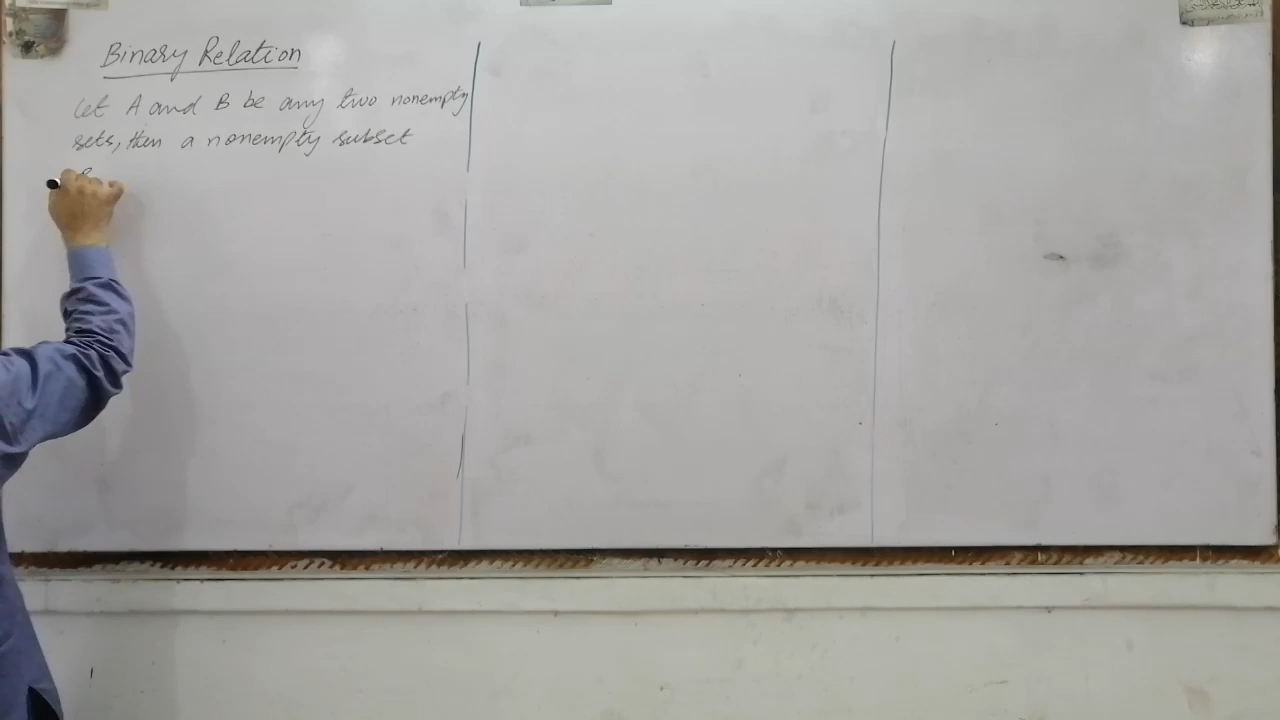 Binary Relation
Let A and B be any two nonempty
sets, then a nonempty subset